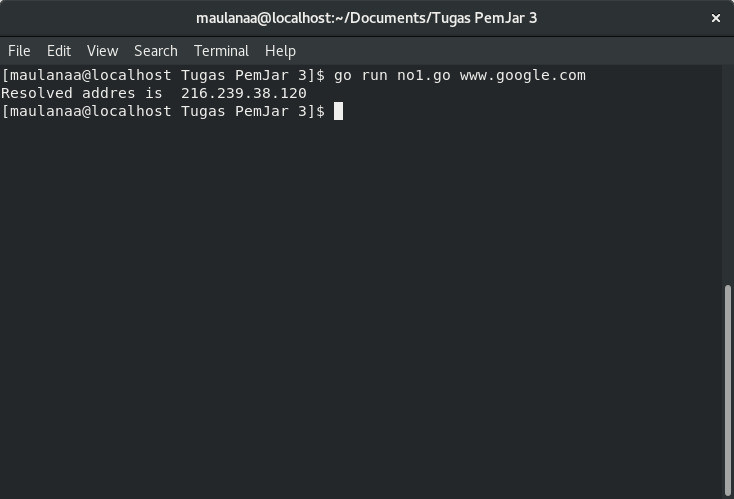 maulanaa@localhost:~/Documents/Tugas PemJar 3
File Edit View Search Terminal Help
[maulanaa@localhost Tugas PemJar 3]$ go run no1.go www.google.com
Resolved addres is  216.239.38.120
[maulanaa@localhost Tugas PemJar 3]$